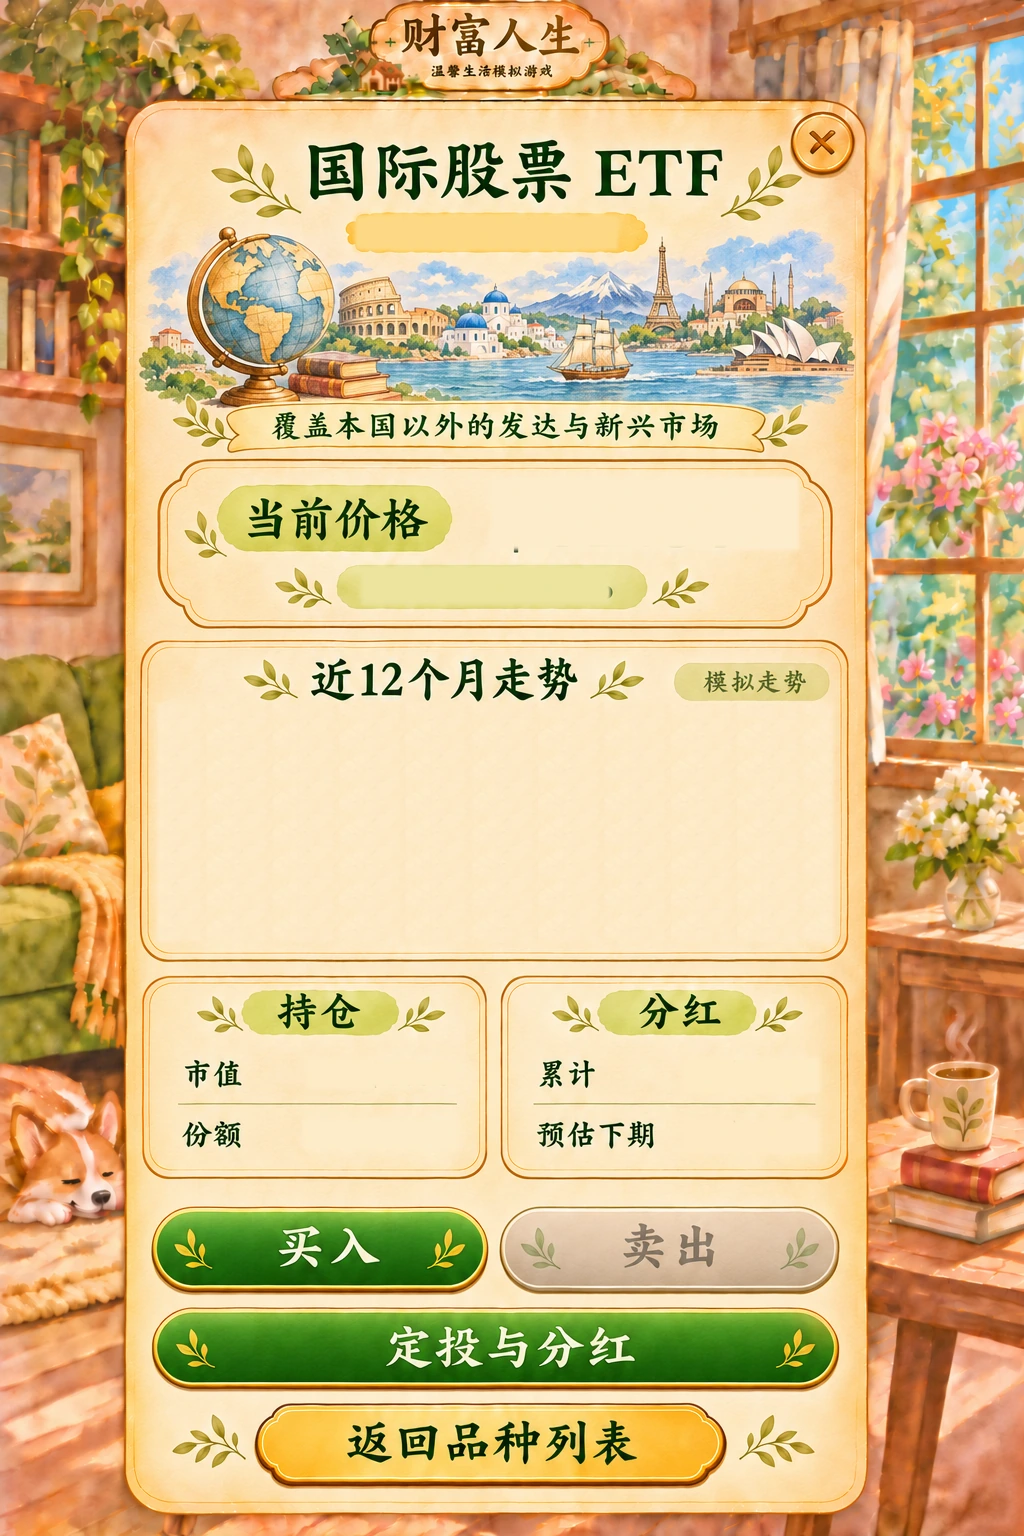 财富人生
温馨生活模拟游戏
国际股票 ETF
覆盖本国以外的发达与新兴市场
当前价格
近12个月走势
模拟走势
持仓
市值
份额
分红
累计
预估下期
买入
卖出
定投与分红
返回品种列表